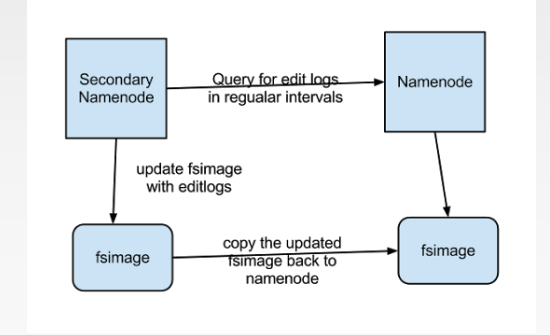 Secondary
Namenode
Query for edit logs
in regualar intervals
Namenode
update fsimage
with editlogs
fsimage
copy the updated
fsimage back to
namenode
fsimage